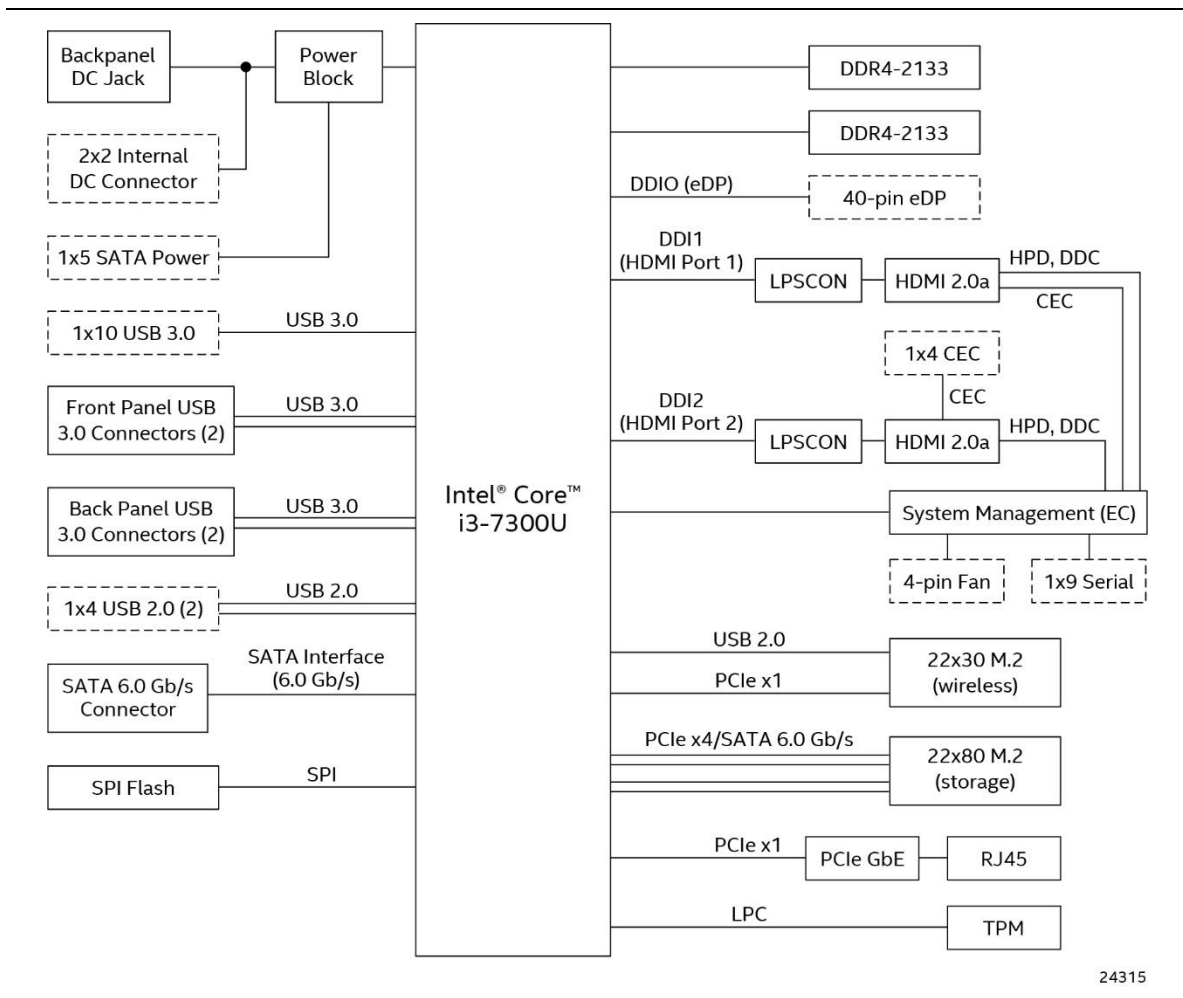 Backpanel
DC Jack
Power
Block
2x2 Internal
DC Connector
1x5 SATA Power
1x10 USB 3.0
USB 3.0
Front Panel USB
3.0 Connectors (2)
USB 3.0
Back Panel USB
3.0 Connectors (2)
USB 3.0
1x4 USB 2.0 (2)
USB 2.0
SATA 6.0 Gb/s
Connector
SATA Interface
(6.0 Gb/s)
SPI Flash
SPI
Intel® Core™
i3-7300U
DDR4-2133
DDR4-2133
DDIO (eDP)
40-pin eDP
DDI1
(HDMI Port 1)
LPSCON
HDMI 2.0a
HPD, DDC
CEC
1x4 CEC
CEC
DDI2
(HDMI Port 2)
LPSCON
HDMI 2.0a
HPD, DDC
System Management (EC)
4-pin Fan
1x9 Serial
USB 2.0
PCIe x1
22x30 M.2
(wireless)
PCIe x4/SATA 6.0 Gb/s
22x80 M.2
(storage)
PCIe x1
PCIe GbE
RJ45
LPC
TPM
24315